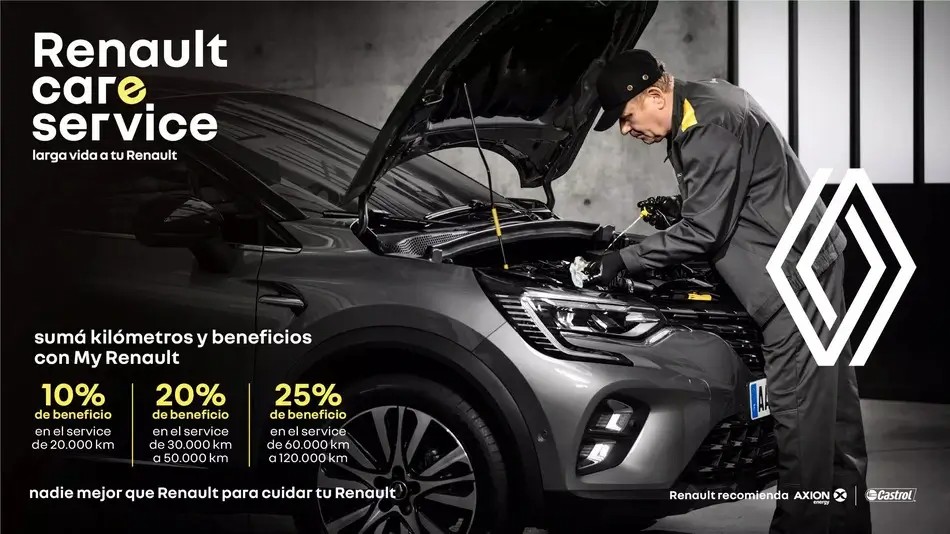 Renault
care
service
larga vida a tu Renault
sumá kilómetros y beneficios
con My Renault
10%
de beneficio
en el service
de 20.000 km
20%
de beneficio
en el service
de 30.000 km
a 50.000 km
25%
de beneficio
en el service
de 60.000 km
a 120.000 km
nadie mejor que Renault para cuidar tu Renault
Renault recomienda AXION energy Castrol
AA